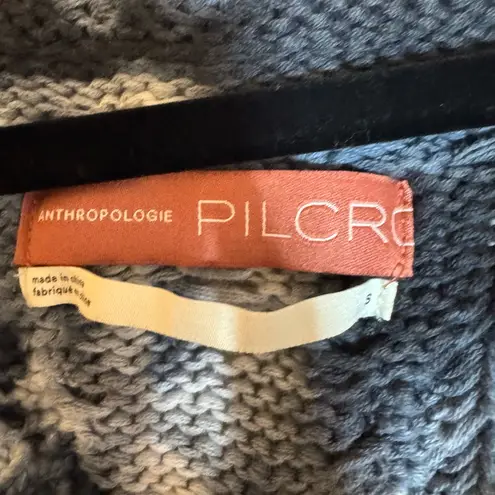 ANTHROPOLOGIE PILCRO
made in china
fabriqué en chine
S